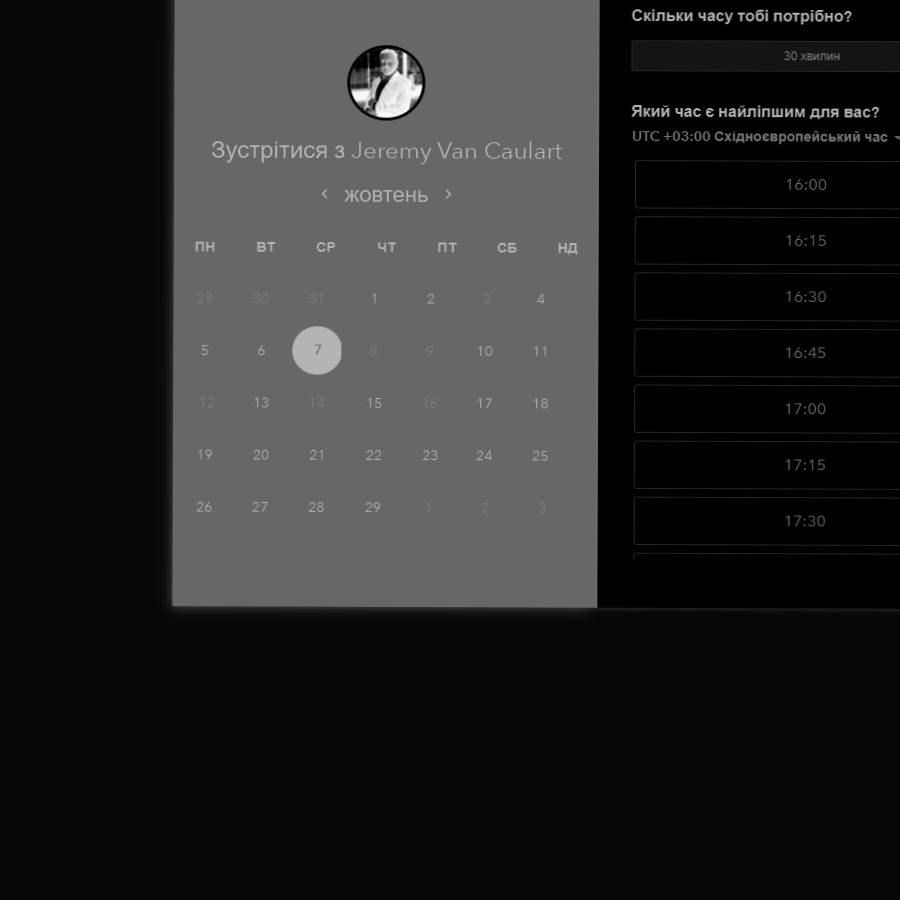 Зустрітися з Jeremy Van Caulart
‹ жовтень ›
ПН ВТ СР ЧТ ПТ СБ НД
29 30 31 1 2 3 4
5 6 7 8 9 10 11
12 13 14 15 16 17 18
19 20 21 22 23 24 25
26 27 28 29 1 2 3
Скільки часу тобі потрібно?
30 хвилин
Який час є найліпшим для вас?
UTC +03:00 Східноєвропейський час
16:00
16:15
16:30
16:45
17:00
17:15
17:30